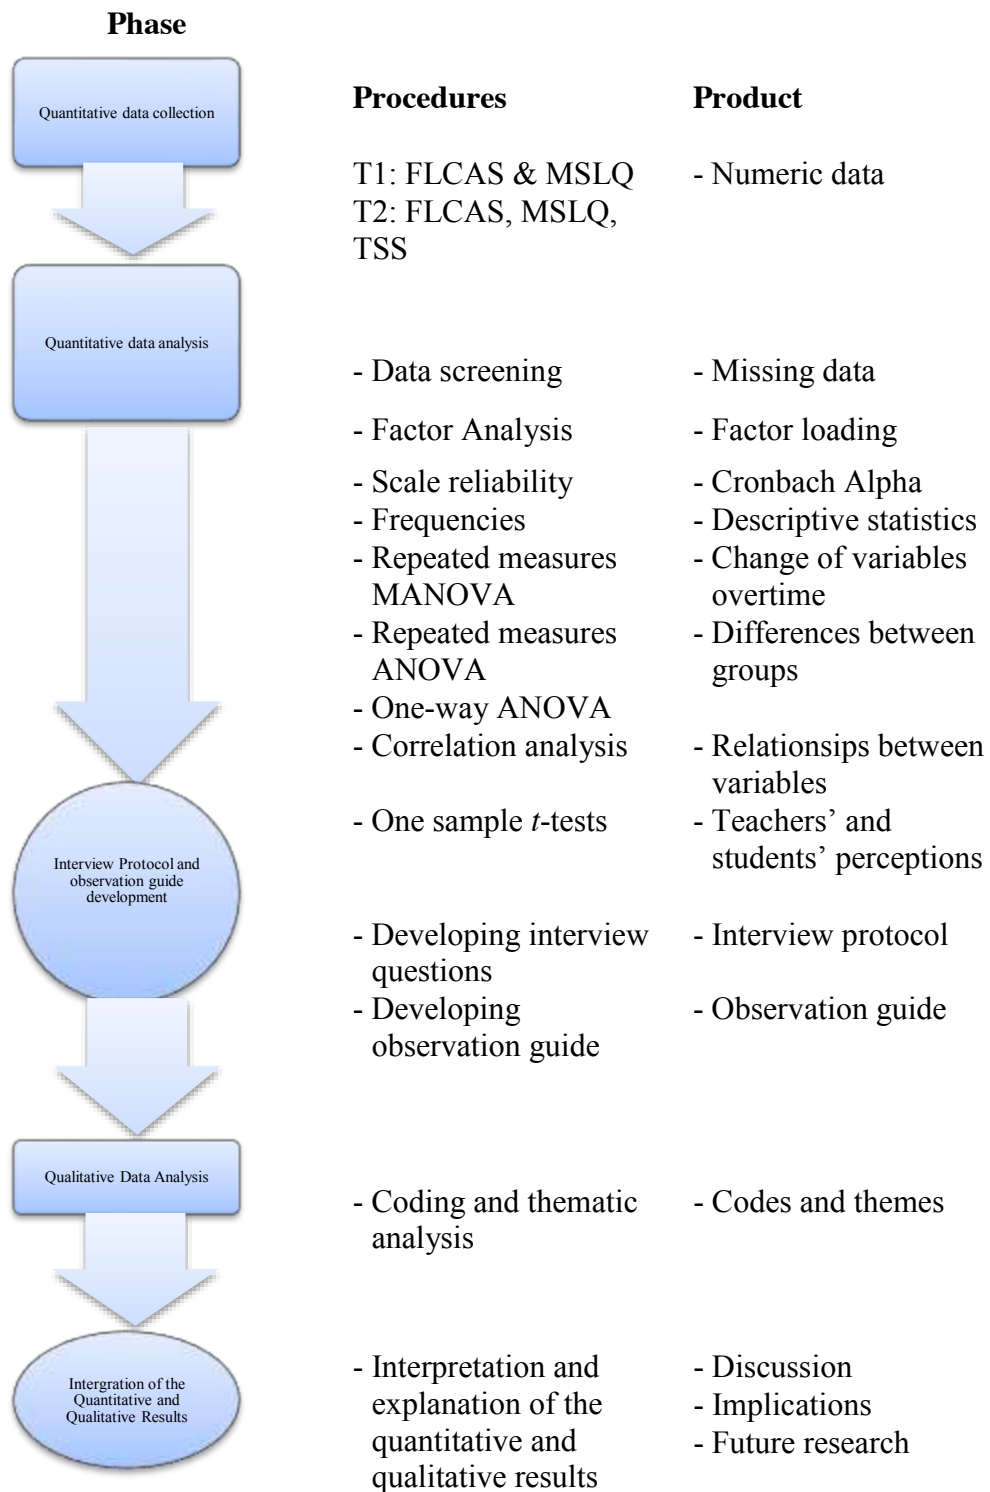 Phase
Quantitative data collection
Procedures
Product
T1: FLCAS & MSLQ
T2: FLCAS, MSLQ,
TSS
- Numeric data
Quantitative data analysis
- Data screening
- Missing data
- Factor Analysis
- Factor loading
- Scale reliability
- Cronbach Alpha
- Frequencies
- Descriptive statistics
- Repeated measures
MANOVA
- Change of variables
overtime
- Repeated measures
ANOVA
- Differences between
groups
- One-way ANOVA
- Correlation analysis
- Relationsips between
variables
- One sample t-tests
- Teachers’ and
students’ perceptions
Interview Protocol and
observation guide
development
- Developing interview
questions
- Interview protocol
- Developing
observation guide
- Observation guide
Qualitative Data Analysis
- Coding and thematic
analysis
- Codes and themes
Intergration of the
Quantitative and
Qualitative Results
- Interpretation and
explanation of the
quantitative and
qualitative results
- Discussion
- Implications
- Future research